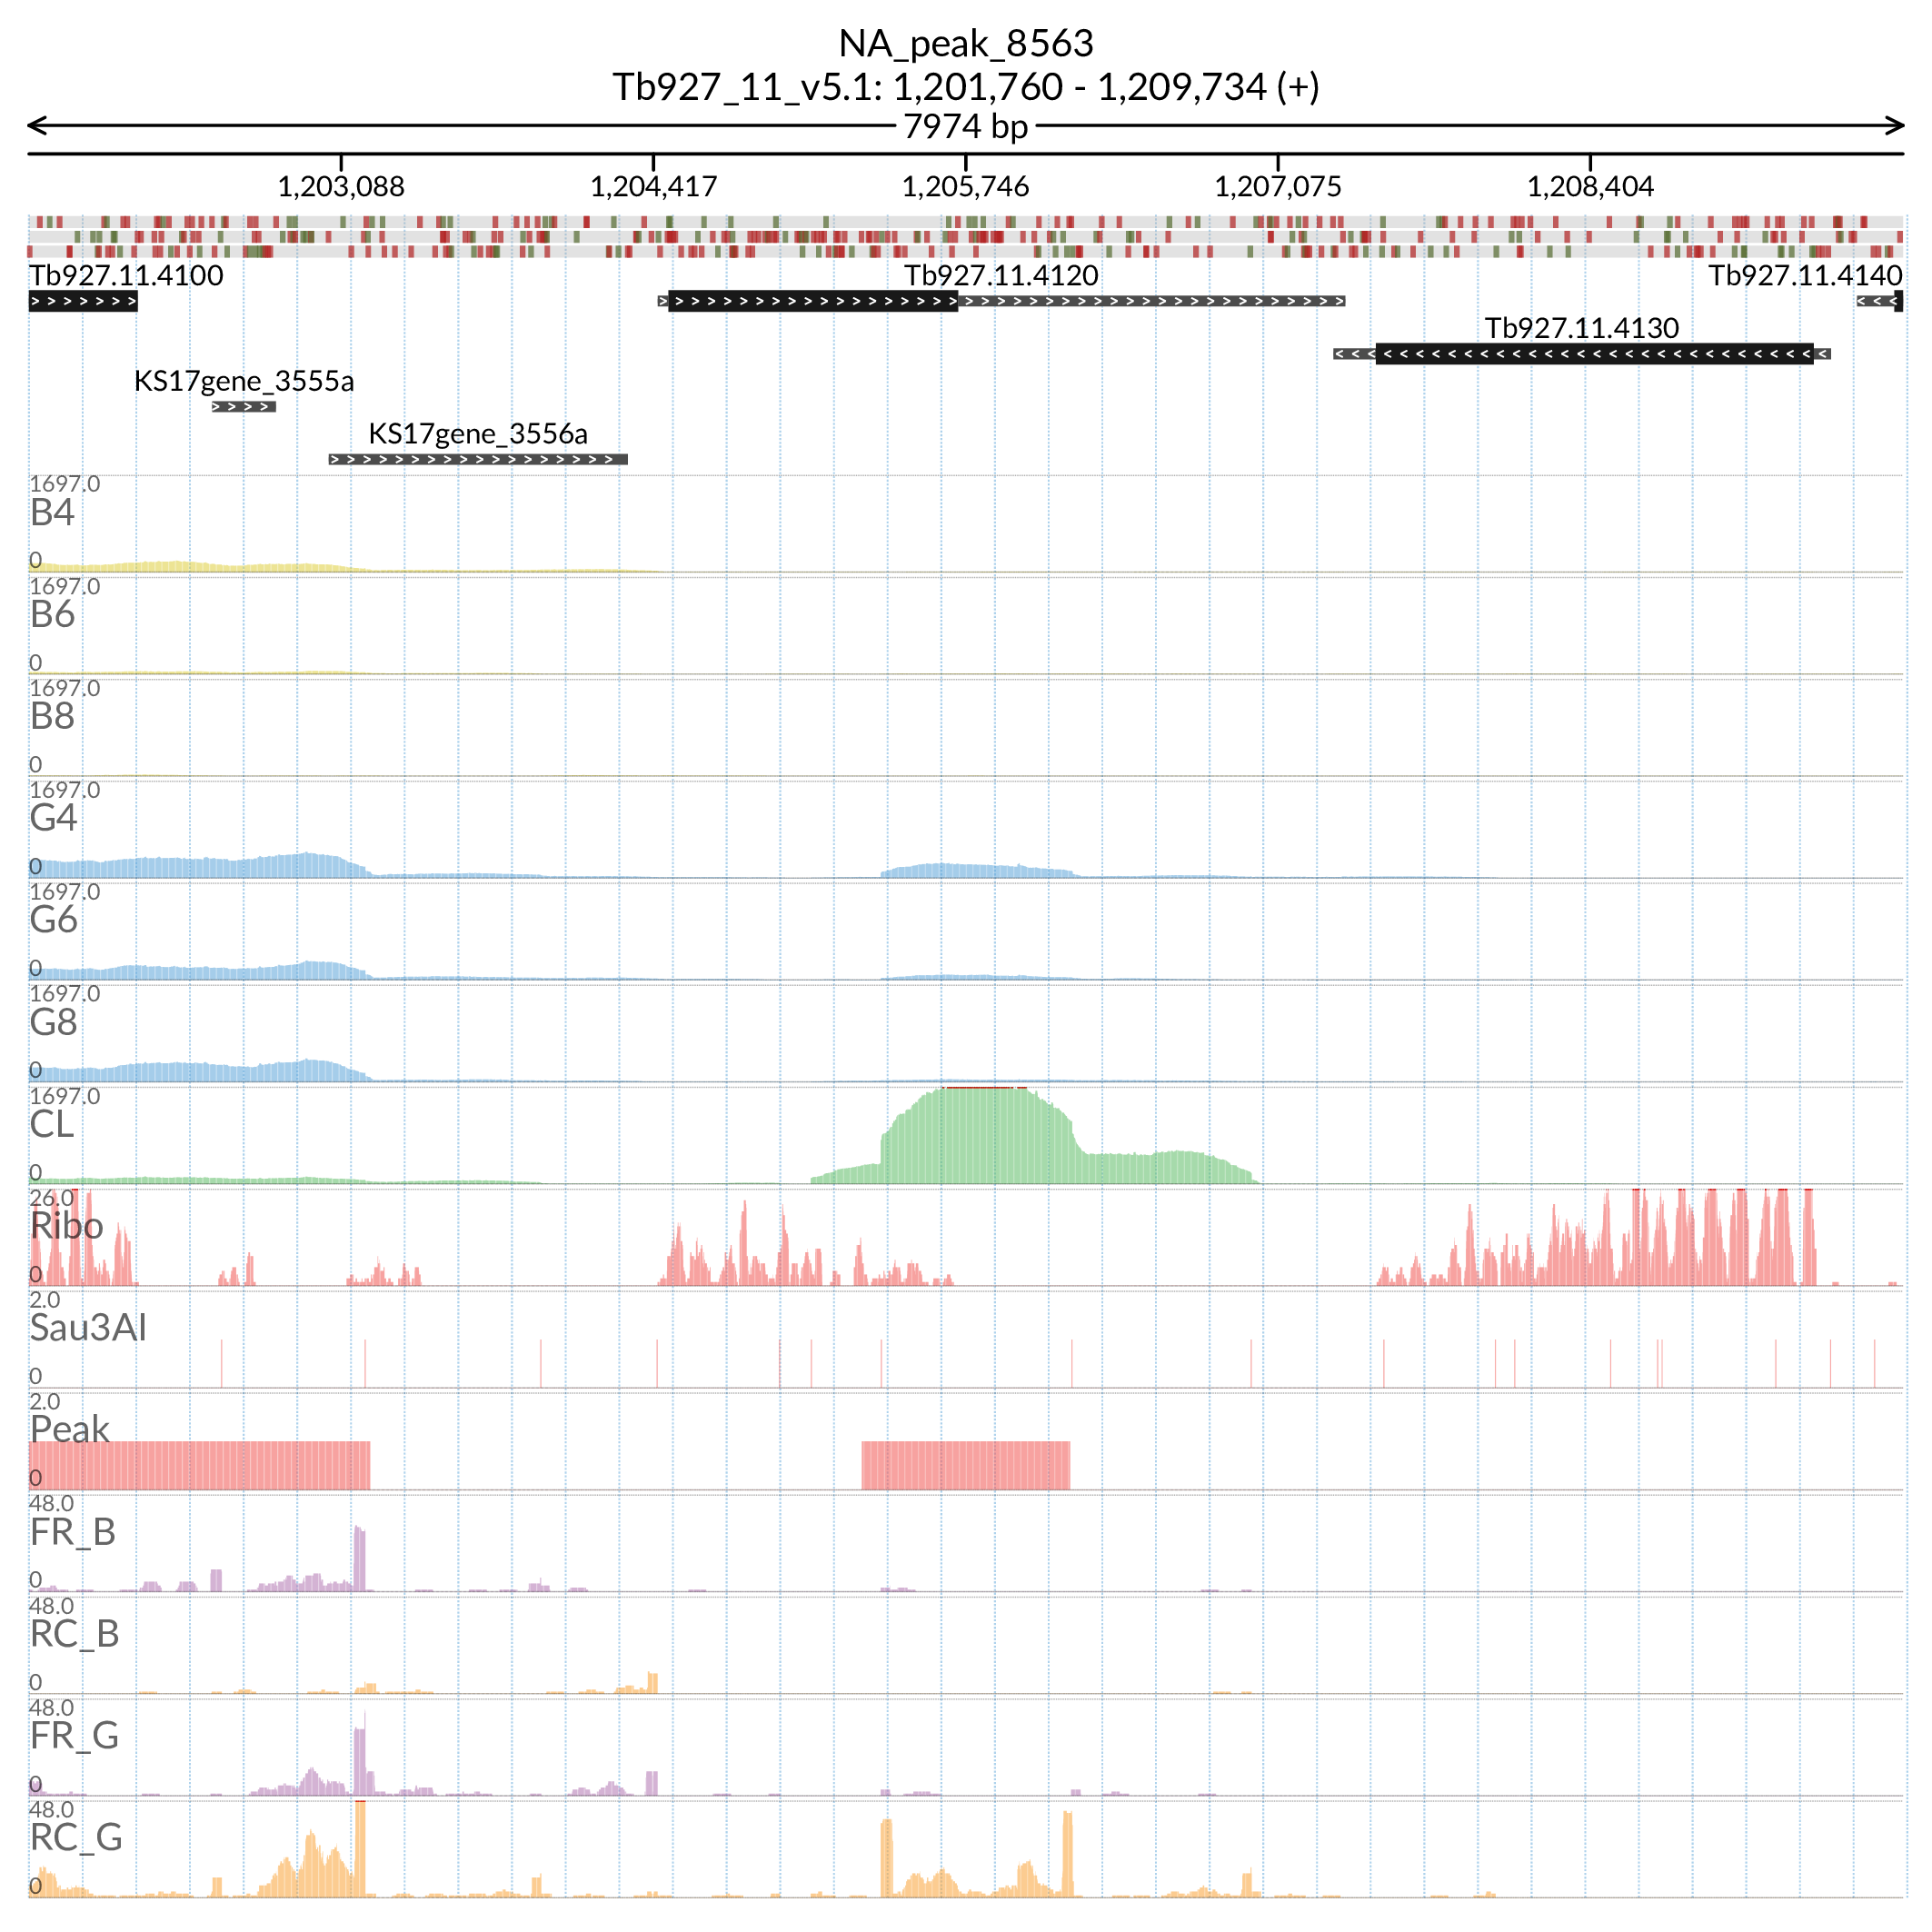 NA_peak_8563
Tb927_11_v5.1: 1,201,760 - 1,209,734 (+)
7974 bp
1,203,088 1,204,417 1,205,746 1,207,075 1,208,404
Tb927.11.4100 Tb927.11.4120 Tb927.11.4140
Tb927.11.4130
KS17gene_3555a
KS17gene_3556a
1697.0
B4
0
1697.0
B6
0
1697.0
B8
0
1697.0
G4
0
1697.0
G6
0
1697.0
G8
0
1697.0
CL
0
26.0
Ribo
0
2.0
Sau3AI
0
2.0
Peak
0
48.0
FR_B
0
48.0
RC_B
0
48.0
FR_G
0
48.0
RC_G
0